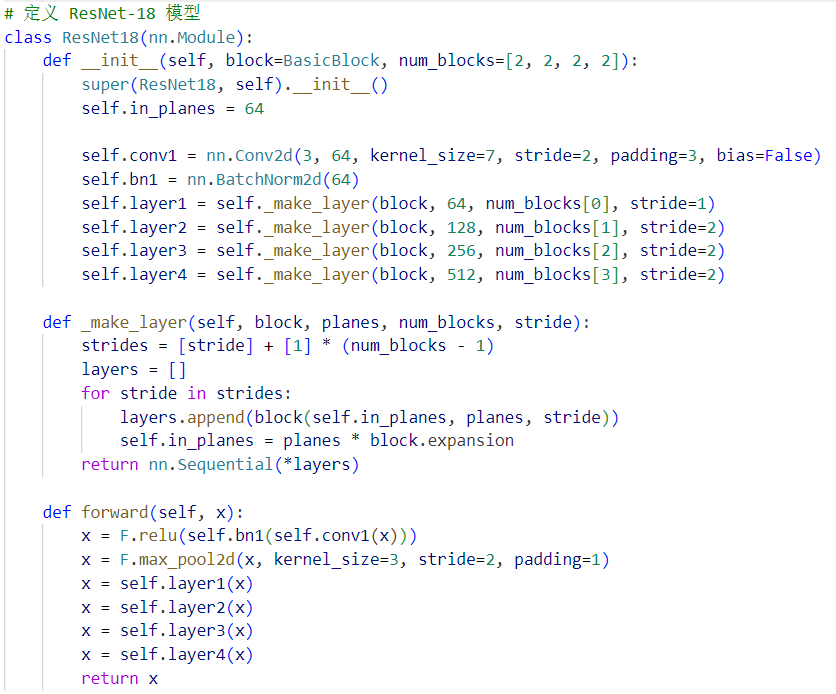 # 定义 ResNet-18 模型
class ResNet18(nn.Module):
    def __init__(self, block=BasicBlock, num_blocks=[2, 2, 2, 2]):
        super(ResNet18, self).__init__()
        self.in_planes = 64

        self.conv1 = nn.Conv2d(3, 64, kernel_size=7, stride=2, padding=3, bias=False)
        self.bn1 = nn.BatchNorm2d(64)
        self.layer1 = self._make_layer(block, 64, num_blocks[0], stride=1)
        self.layer2 = self._make_layer(block, 128, num_blocks[1], stride=2)
        self.layer3 = self._make_layer(block, 256, num_blocks[2], stride=2)
        self.layer4 = self._make_layer(block, 512, num_blocks[3], stride=2)

    def _make_layer(self, block, planes, num_blocks, stride):
        strides = [stride] + [1] * (num_blocks - 1)
        layers = []
        for stride in strides:
            layers.append(block(self.in_planes, planes, stride))
            self.in_planes = planes * block.expansion
        return nn.Sequential(*layers)

    def forward(self, x):
        x = F.relu(self.bn1(self.conv1(x)))
        x = F.max_pool2d(x, kernel_size=3, stride=2, padding=1)
        x = self.layer1(x)
        x = self.layer2(x)
        x = self.layer3(x)
        x = self.layer4(x)
        return x